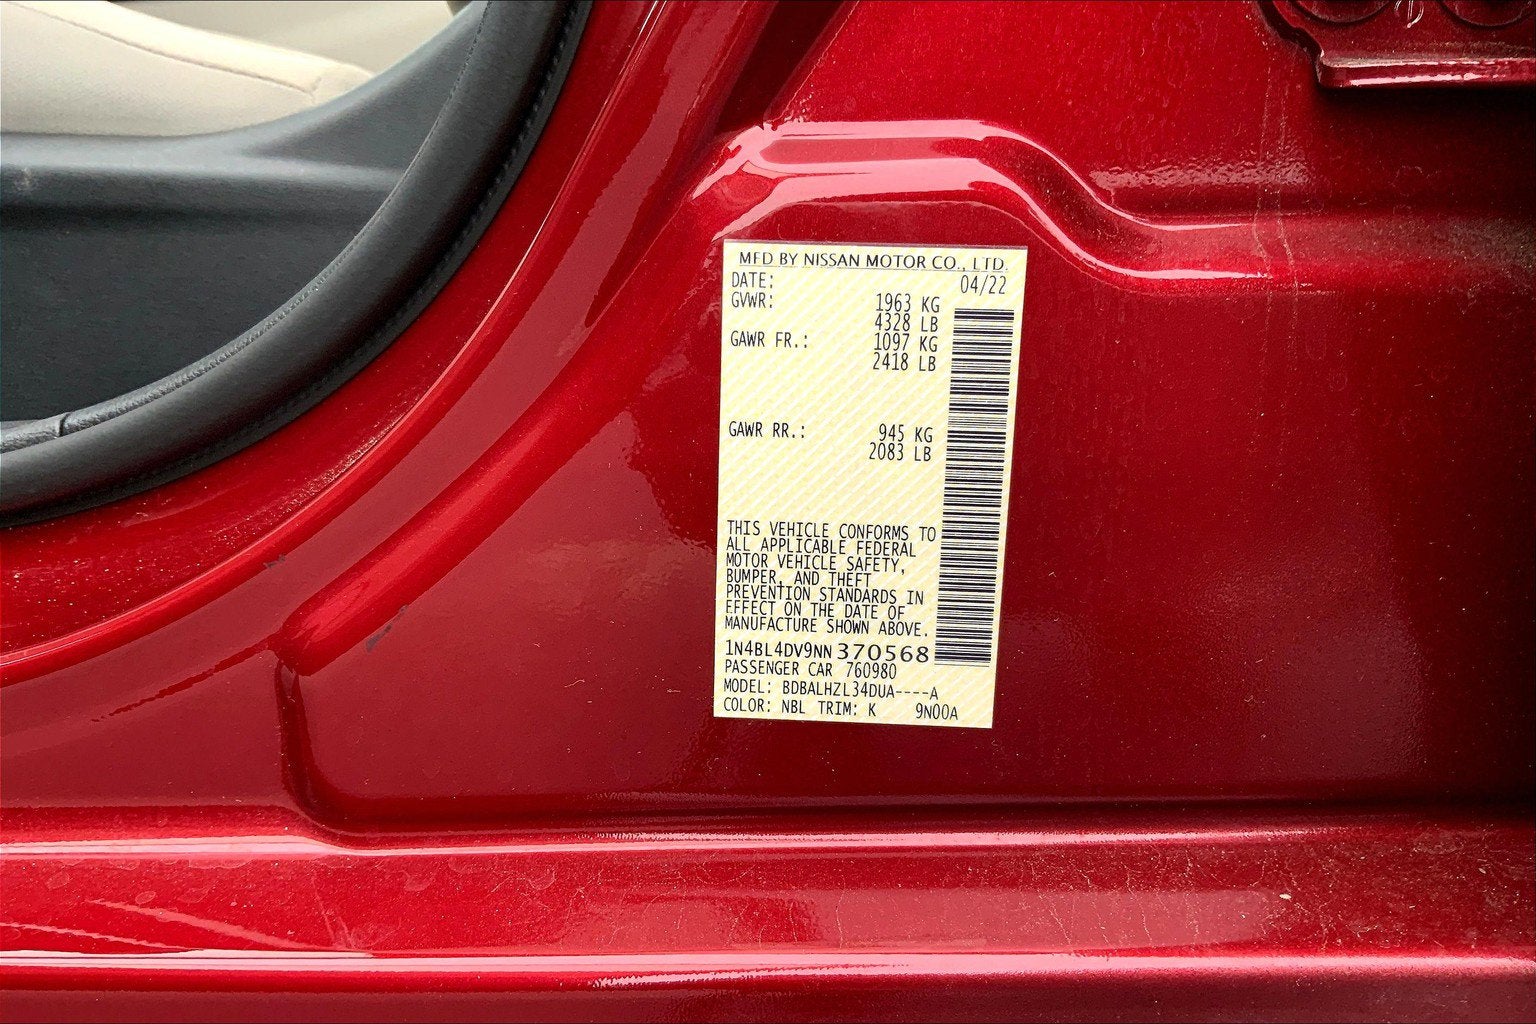 MFD BY NISSAN MOTOR CO., LTD.
DATE: 04/22
GVWR: 1963 KG
4328 LB
GAWR FR.: 1097 KG
2418 LB
GAWR RR.: 945 KG
2083 LB
THIS VEHICLE CONFORMS TO
ALL APPLICABLE FEDERAL
MOTOR VEHICLE SAFETY,
BUMPER, AND THEFT
PREVENTION STANDARDS IN
EFFECT ON THE DATE OF
MANUFACTURE SHOWN ABOVE.
1N4BL4DV9NN370568
PASSENGER CAR 760980
MODEL: BDBALHZL34DUA----A
COLOR: NBL TRIM: K 9N00A